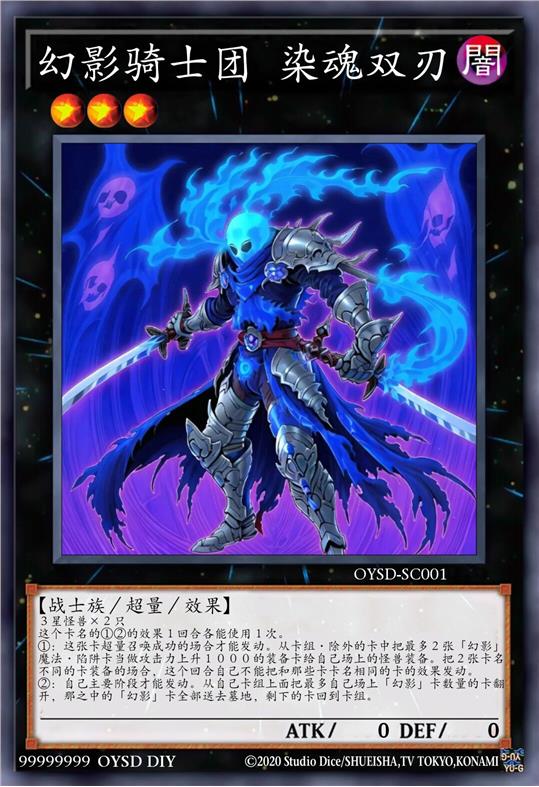 幻影骑士团 染魂双刃
闇
OYSD-SC001
【战士族／超量／效果】
３星怪兽×２只
这个卡名的①②的效果１回合各能使用１次。
①：这张卡超量召唤成功的场合才能发动。从卡组·除外的卡中把最多２张「幻影」
魔法·陷阱卡当做攻击力上升１０００的装备卡给自己场上的怪兽装备。把２张卡名
不同的卡装备的场合，这个回合自己不能把和那些卡卡名相同的卡的效果发动。
②：自己主要阶段才能发动。从自己卡组上面把最多自己场上「幻影」卡数量的卡翻
开，那之中的「幻影」卡全部送去墓地，剩下的卡回到卡组。
ATK/ 0 DEF/ 0
99999999 OYSD DIY ©2020 Studio Dice/SHUEISHA,TV TOKYO,KONAMI